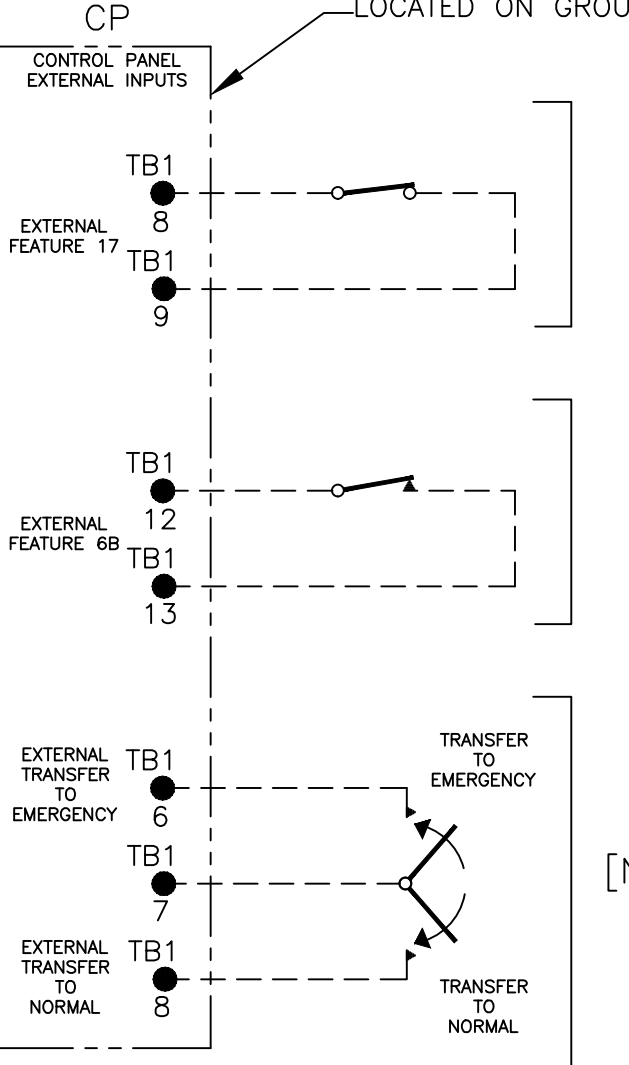 CP
LOCATED ON
CONTROL PANEL
EXTERNAL INPUTS
TB1
8
EXTERNAL
FEATURE 17
TB1
9
TB1
12
EXTERNAL
FEATURE 6B
TB1
13
EXTERNAL
TRANSFER
TO
EMERGENCY
TB1
6
TRANSFER
TO
EMERGENCY
TB1
7
EXTERNAL
TRANSFER
TO
NORMAL
TB1
8
TRANSFER
TO
NORMAL